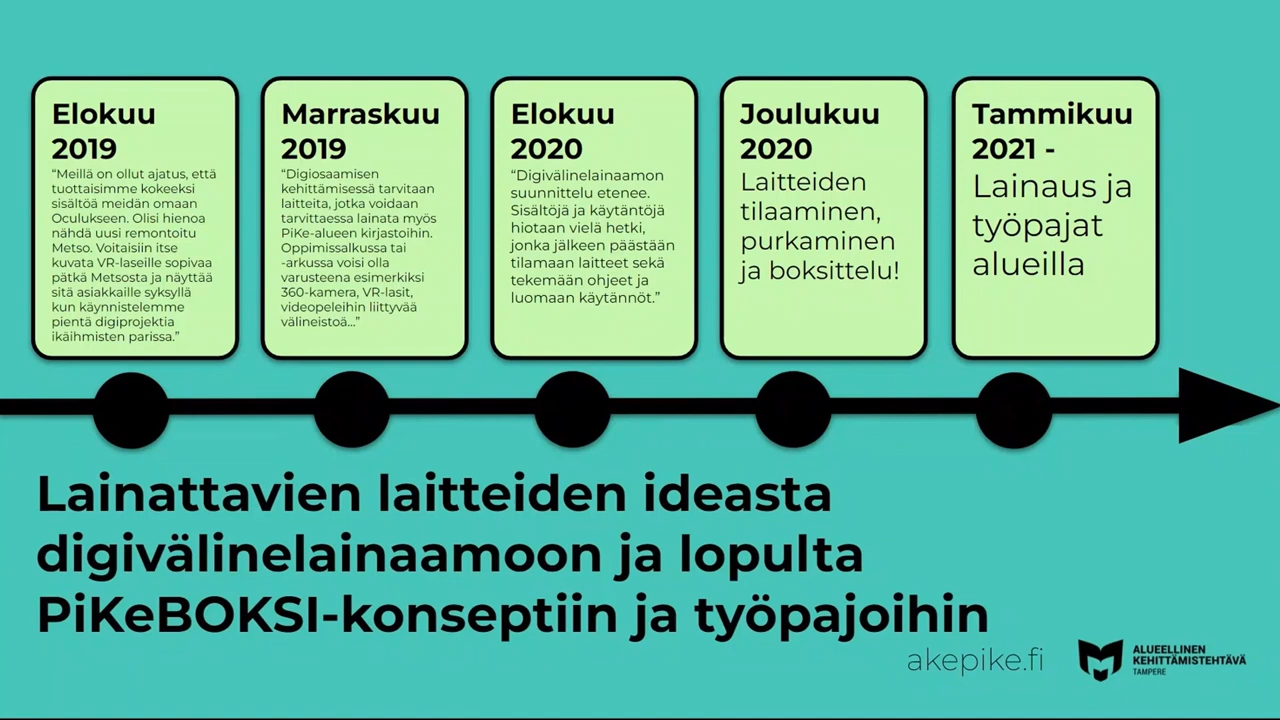 Elokuu
2019
“Meillä on ollut ajatus, että
tuottaisimme kokeeksi
sisältöä meidän omaan
Oculukseen. Olisi hienoa
nähdä uusi remontoitu
Metso. Voitaisiin itse
kuvata VR-laseille sopivaa
pätkä Metsosta ja näyttää
sitä asiakkaille syksyllä
kun käynnistelemme
pientä digiprojektia
ikäihmisten parissa.”
Marraskuu
2019
“Digiosaamisen
kehittämisessä tarvitaan
laitteita, jotka voidaan
tarvittaessa lainata myös
PiKe-alueen kirjastoihin.
Oppimissalkussa tai
-arkussa voisi olla
varusteena esimerkiksi
360-kamera, VR-lasit,
videopeleihin liittyvää
välineistöä...”
Elokuu
2020
“Digivälinelainaamon
suunnittelu etenee.
Sisältöjä ja käytäntöjä
hiotaan vielä hetki,
jonka jälkeen päästään
tilamaan laitteet sekä
tekemään ohjeet ja
luomaan käytännöt.”
Joulukuu
2020
Laitteiden
tilaaminen,
purkaminen
ja boksittelu!
Tammikuu
2021 -
Lainaus ja
työpajat
alueilla
Lainattavien laitteiden ideasta
digivälinelainaamoon ja lopulta
PiKeBOKSI-konseptiin ja työpajoihin
akepike.fi
ALUEELLINEN
KEHITTÄMISTEHTÄVÄ
TAMPERE